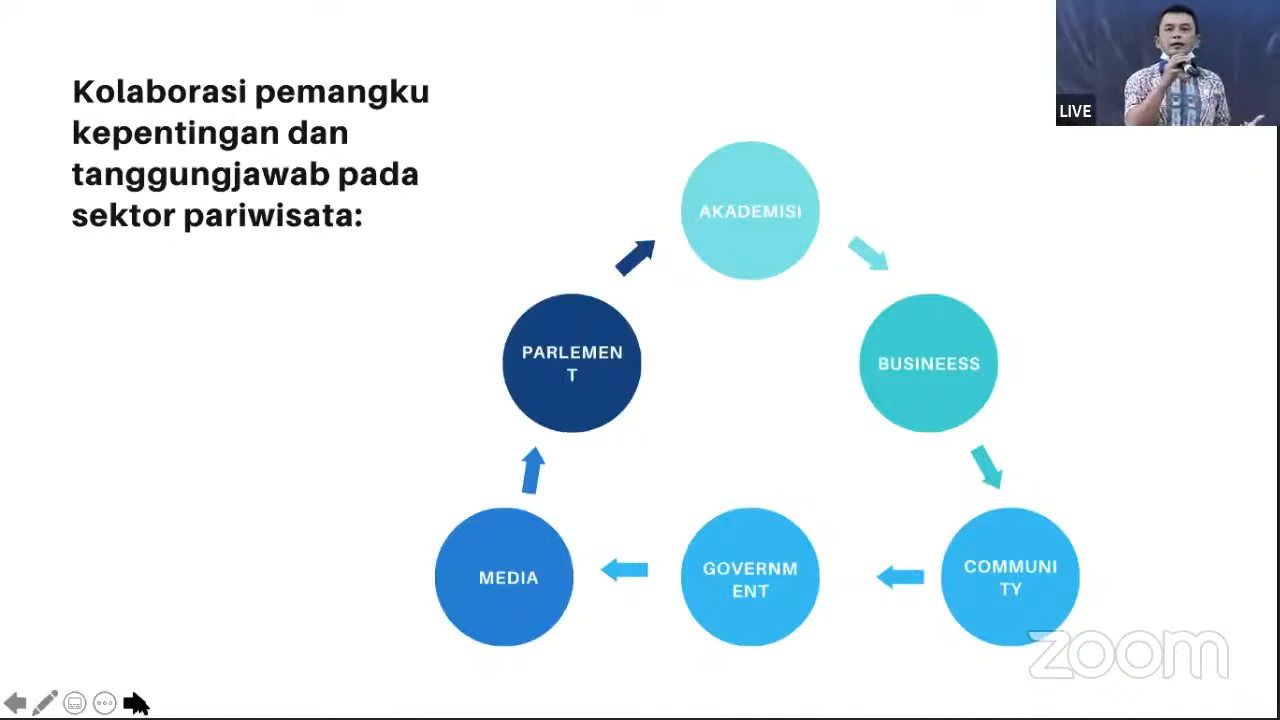 Kolaborasi pemangku
kepentingan dan
tanggungjawab pada
sektor pariwisata:
LIVE
AKADEMISI
PARLEMEN
T
BUSINEESS
MEDIA
GOVERNM
ENT
COMMUNI
TY
zoom